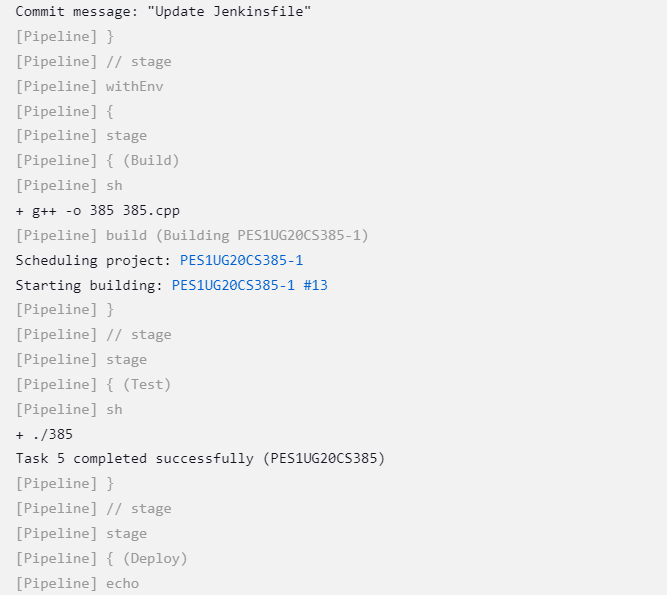 Commit message: "Update Jenkinsfile"
[Pipeline] }
[Pipeline] // stage
[Pipeline] withEnv
[Pipeline] {
[Pipeline] stage
[Pipeline] { (Build)
[Pipeline] sh
+ g++ -o 385 385.cpp
[Pipeline] build (Building PES1UG20CS385-1)
Scheduling project: PES1UG20CS385-1
Starting building: PES1UG20CS385-1 #13
[Pipeline] }
[Pipeline] // stage
[Pipeline] stage
[Pipeline] { (Test)
[Pipeline] sh
+ ./385
Task 5 completed successfully (PES1UG20CS385)
[Pipeline] }
[Pipeline] // stage
[Pipeline] stage
[Pipeline] { (Deploy)
[Pipeline] echo